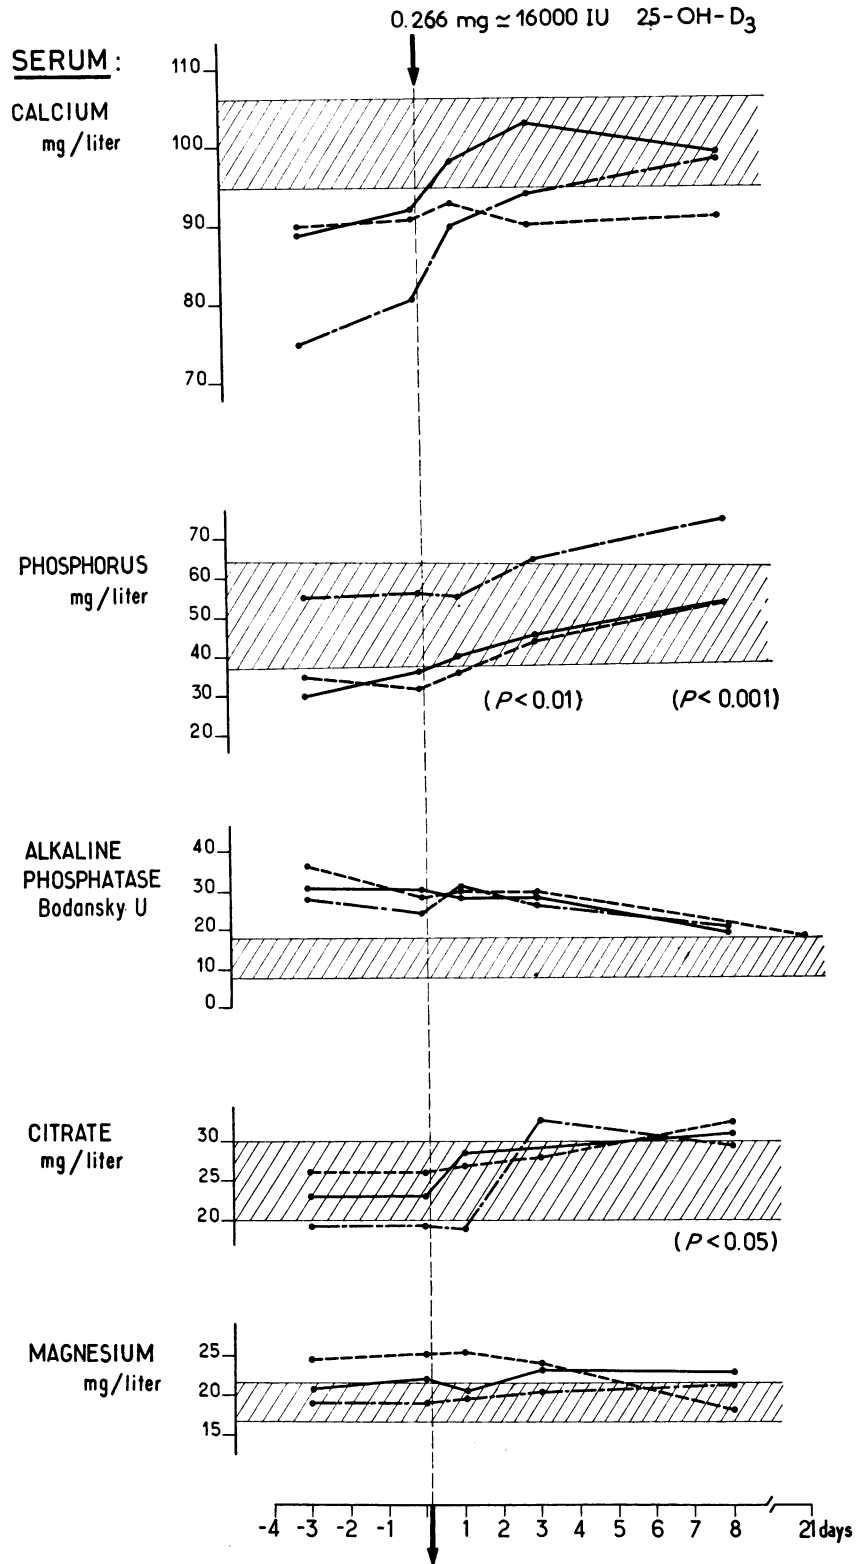 0.266 mg ≃ 16000 IU 25-OH-D3
SERUM:
CALCIUM
mg/liter
110
100
90
80
70
PHOSPHORUS
mg/liter
70
60
50
40
30
20
(P<0.01)
(P<0.001)
ALKALINE
PHOSPHATASE
Bodansky U
40
30
20
10
0
CITRATE
mg/liter
30
25
20
(P<0.05)
MAGNESIUM
mg/liter
25
20
15
-4 -3 -2 -1 1 2 3 4 5 6 7 8 21 days